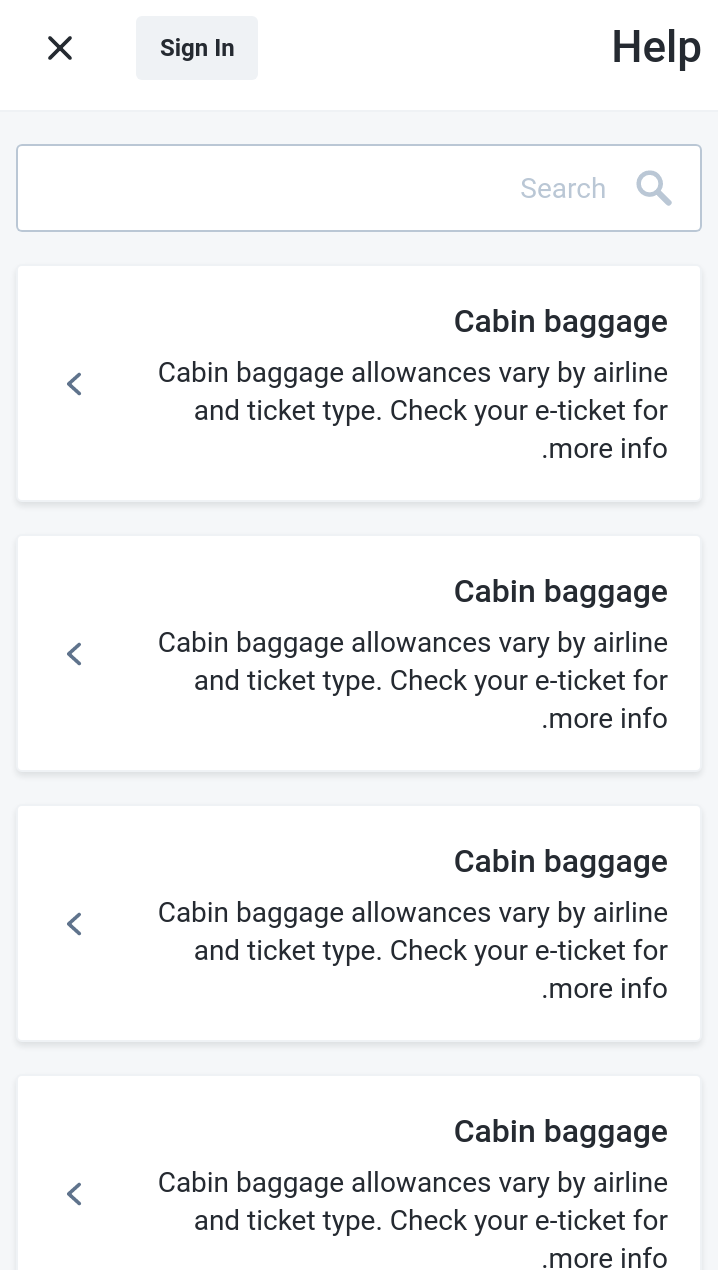 Help
Sign In
Search
Cabin baggage
Cabin baggage allowances vary by airline
and ticket type. Check your e-ticket for
.more info
Cabin baggage
Cabin baggage allowances vary by airline
and ticket type. Check your e-ticket for
.more info
Cabin baggage
Cabin baggage allowances vary by airline
and ticket type. Check your e-ticket for
.more info
Cabin baggage
Cabin baggage allowances vary by airline
and ticket type. Check your e-ticket for
.more info